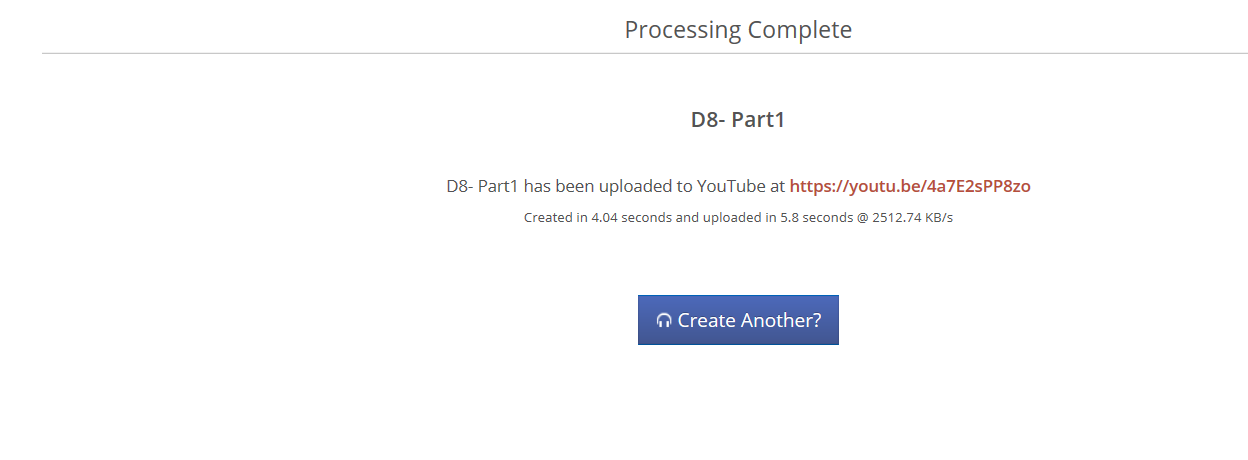 Processing Complete
D8- Part1
D8- Part1 has been uploaded to YouTube at https://youtu.be/4a7E2sPP8zo
Created in 4.04 seconds and uploaded in 5.8 seconds @ 2512.74 KB/s
Create Another?